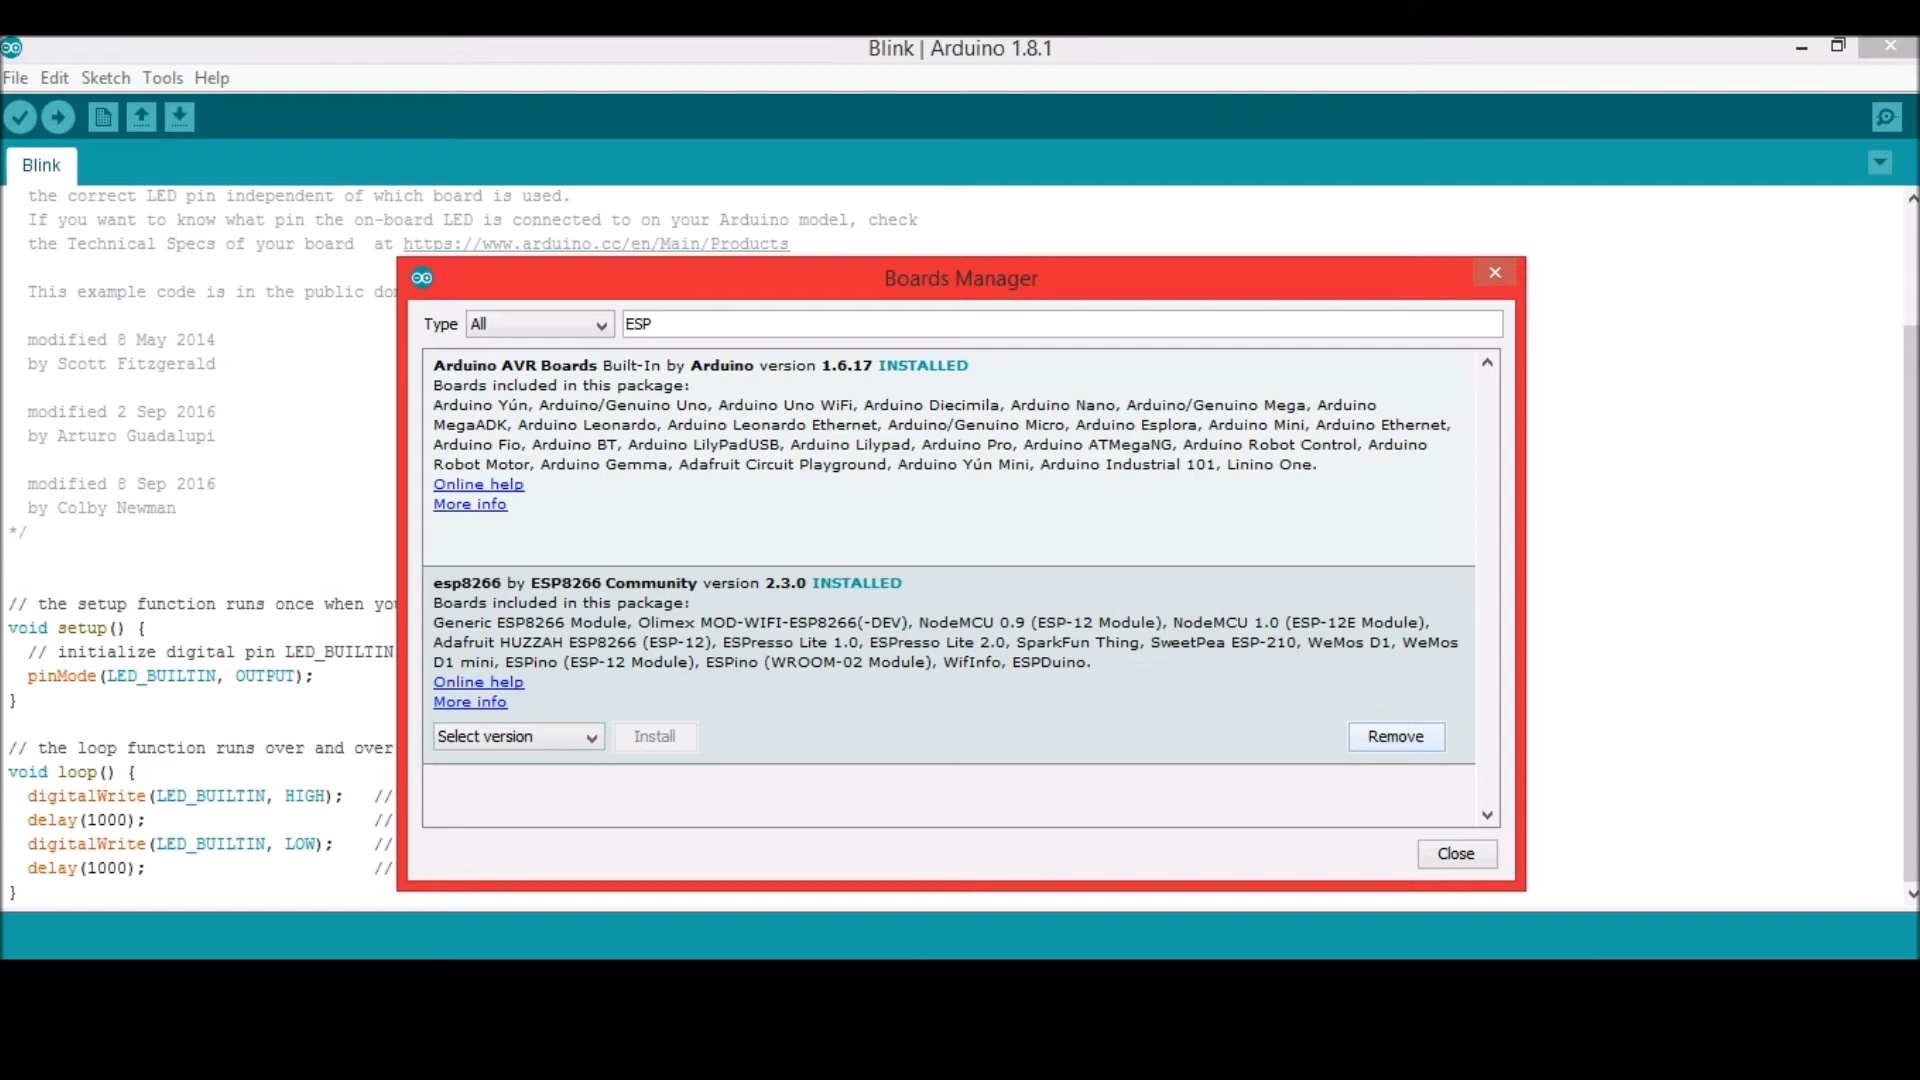 Blink | Arduino 1.8.1
File Edit Sketch Tools Help
Blink
the correct LED pin independent of which board is used.
If you want to know what pin the on-board LED is connected to on your Arduino model, check
the Technical Specs of your board  at https://www.arduino.cc/en/Main/Products
This example code is in the public
modified 8 May 2014
by Scott Fitzgerald
modified 2 Sep 2016
by Arturo Guadalupi
modified 8 Sep 2016
by Colby Newman
*/
// the setup function runs once when
void setup() {
// initialize digital pin LED_BUILTIN
pinMode(LED_BUILTIN, OUTPUT);
}
// the loop function runs over and over
void loop() {
digitalWrite(LED_BUILTIN, HIGH);   //
delay(1000);                       //
digitalWrite(LED_BUILTIN, LOW);    //
delay(1000);                       //
}
Boards Manager
Type All ESP
Arduino AVR Boards Built-In by Arduino version 1.6.17 INSTALLED
Boards included in this package:
Arduino Yún, Arduino/Genuino Uno, Arduino Uno WiFi, Arduino Diecimila, Arduino Nano, Arduino/Genuino Mega, Arduino
MegaADK, Arduino Leonardo, Arduino Leonardo Ethernet, Arduino/Genuino Micro, Arduino Esplora, Arduino Mini, Arduino Ethernet,
Arduino Fio, Arduino BT, Arduino LilyPadUSB, Arduino Lilypad, Arduino Pro, Arduino ATMegaNG, Arduino Robot Control, Arduino
Robot Motor, Arduino Gemma, Adafruit Circuit Playground, Arduino Yún Mini, Arduino Industrial 101, Linino One.
Online help
More info
esp8266 by ESP8266 Community version 2.3.0 INSTALLED
Boards included in this package:
Generic ESP8266 Module, Olimex MOD-WIFI-ESP8266(-DEV), NodeMCU 0.9 (ESP-12 Module), NodeMCU 1.0 (ESP-12E Module),
Adafruit HUZZAH ESP8266 (ESP-12), ESPresso Lite 1.0, ESPresso Lite 2.0, SparkFun Thing, SweetPea ESP-210, WeMos D1, WeMos
D1 mini, ESPino (ESP-12 Module), ESPino (WROOM-02 Module), WifInfo, ESPDuino.
Online help
More info
Select version Install Remove
Close